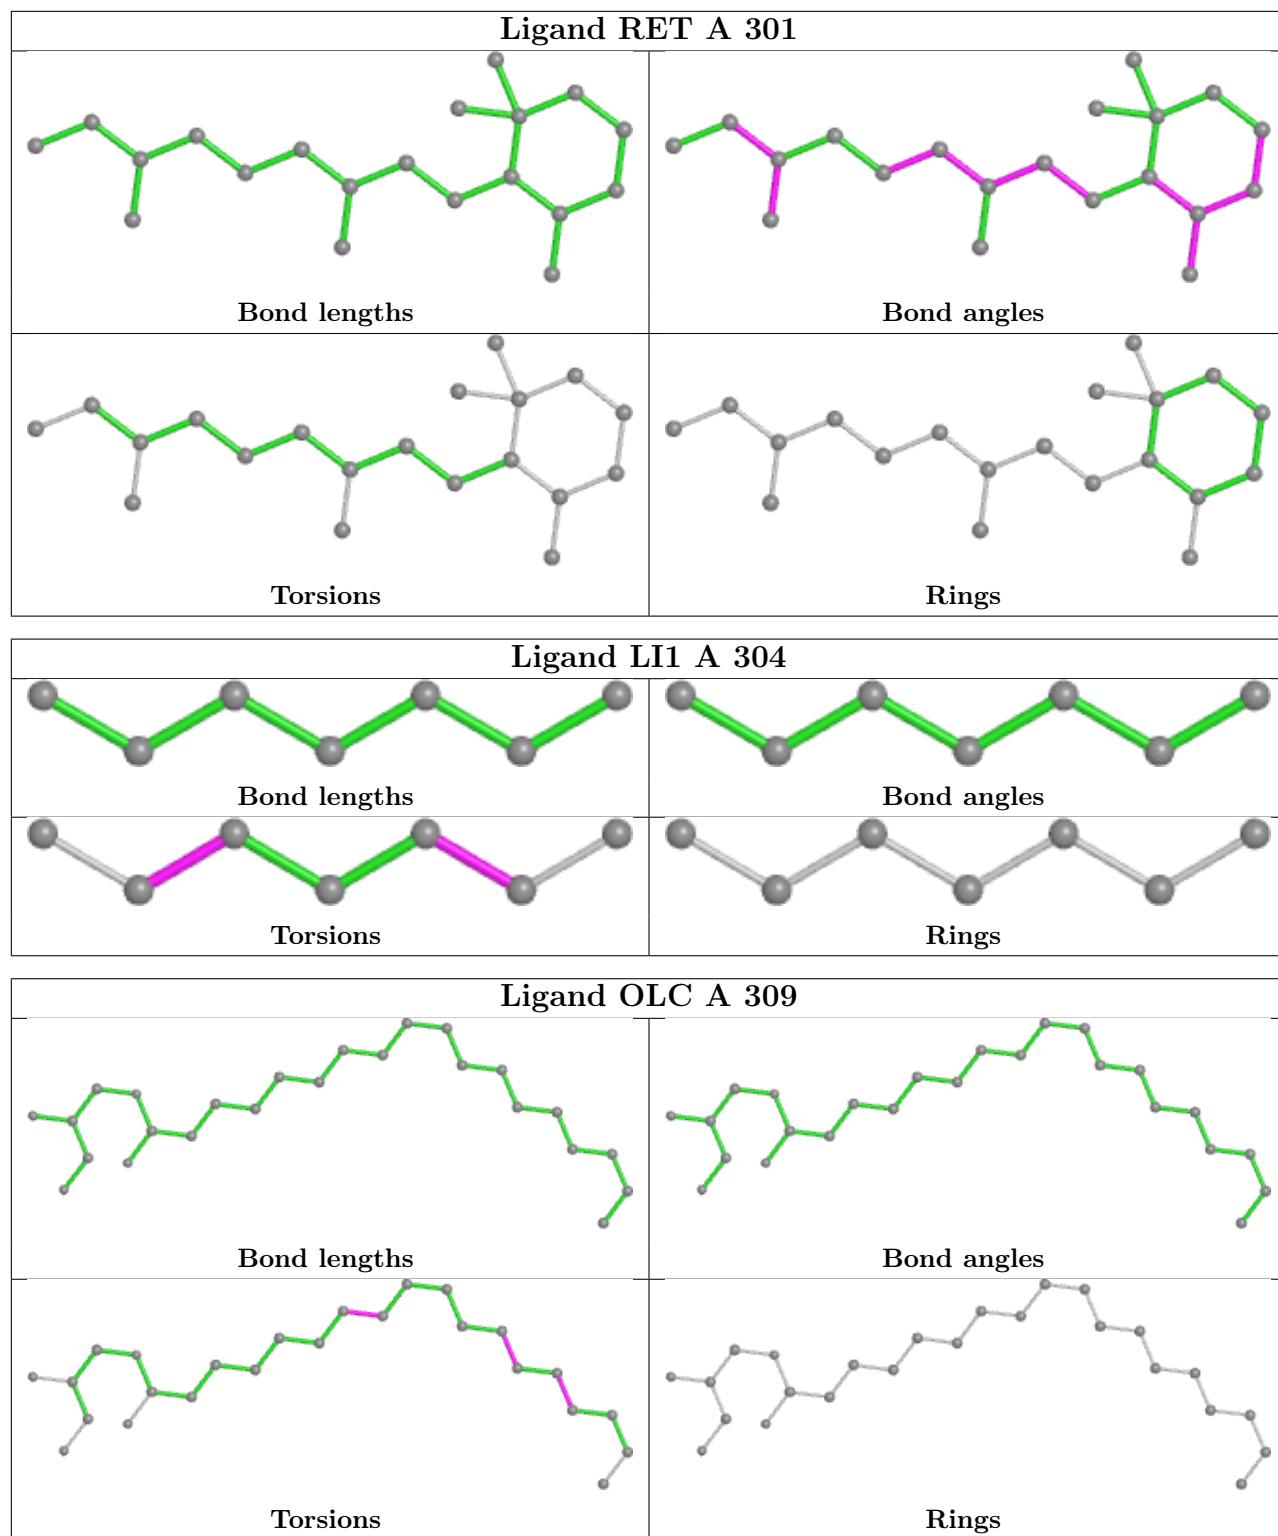 Ligand RET A 301
Bond lengths
Bond angles
Torsions
Rings
Ligand LI1 A 304
Bond lengths
Bond angles
Torsions
Rings
Ligand OLC A 309
Bond lengths
Bond angles
Torsions
Rings